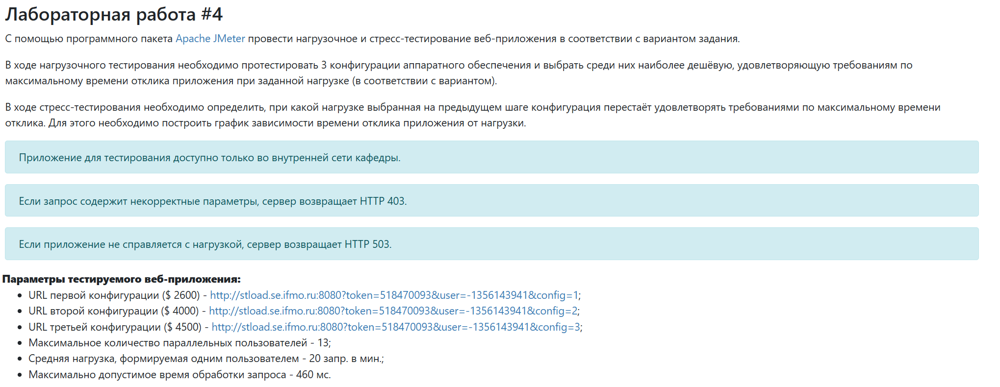 Лабораторная работа #4
С помощью программного пакета Apache JMeter провести нагрузочное и стресс-тестирование веб-приложения в соответствии с вариантом задания.
В ходе нагрузочного тестирования необходимо протестировать 3 конфигурации аппаратного обеспечения и выбрать среди них наиболее дешёвую, удовлетворяющую требованиям по
максимальному времени отклика приложения при заданной нагрузке (в соответствии с вариантом).
В ходе стресс-тестирования необходимо определить, при какой нагрузке выбранная на предыдущем шаге конфигурация перестаёт удовлетворять требованиями по максимальному времени
отклика. Для этого необходимо построить график зависимости времени отклика приложения от нагрузки.
Приложение для тестирования доступно только во внутренней сети кафедры.
Если запрос содержит некорректные параметры, сервер возвращает HTTP 403.
Если приложение не справляется с нагрузкой, сервер возвращает HTTP 503.
Параметры тестируемого веб-приложения:
• URL первой конфигурации ($ 2600) - http://stload.se.ifmo.ru:8080?token=518470093&user=-1356143941&config=1;
• URL второй конфигурации ($ 4000) - http://stload.se.ifmo.ru:8080?token=518470093&user=-1356143941&config=2;
• URL третьей конфигурации ($ 4500) - http://stload.se.ifmo.ru:8080?token=518470093&user=-1356143941&config=3;
• Максимальное количество параллельных пользователей - 13;
• Средняя нагрузка, формируемая одним пользователем - 20 запр. в мин.;
• Максимально допустимое время обработки запроса - 460 мс.